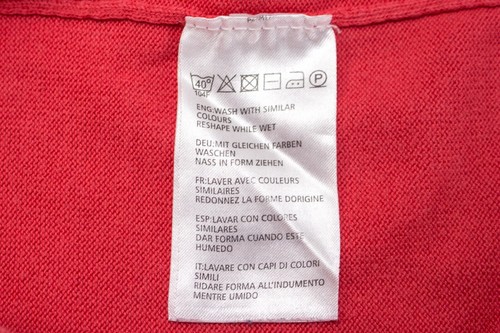 40°
104F
P
ENG:WASH WITH SIMILAR
COLOURS
RESHAPE WHILE WET
DEU:MIT GLEICHEN FARBEN
WASCHEN
NASS IN FORM ZIEHEN
FR:LAVER AVEC COULEURS
SIMILAIRES
REDONNEZ LA FORME DORIGINE
ESP:LAVAR CON COLORES
SIMILARES
DAR FORMA CUANDO ESTE
HUMEDO
IT:LAVARE CON CAPI DI COLORI
SIMILI
RIDARE FORMA ALL'INDUMENTO
MENTRE UMIDO